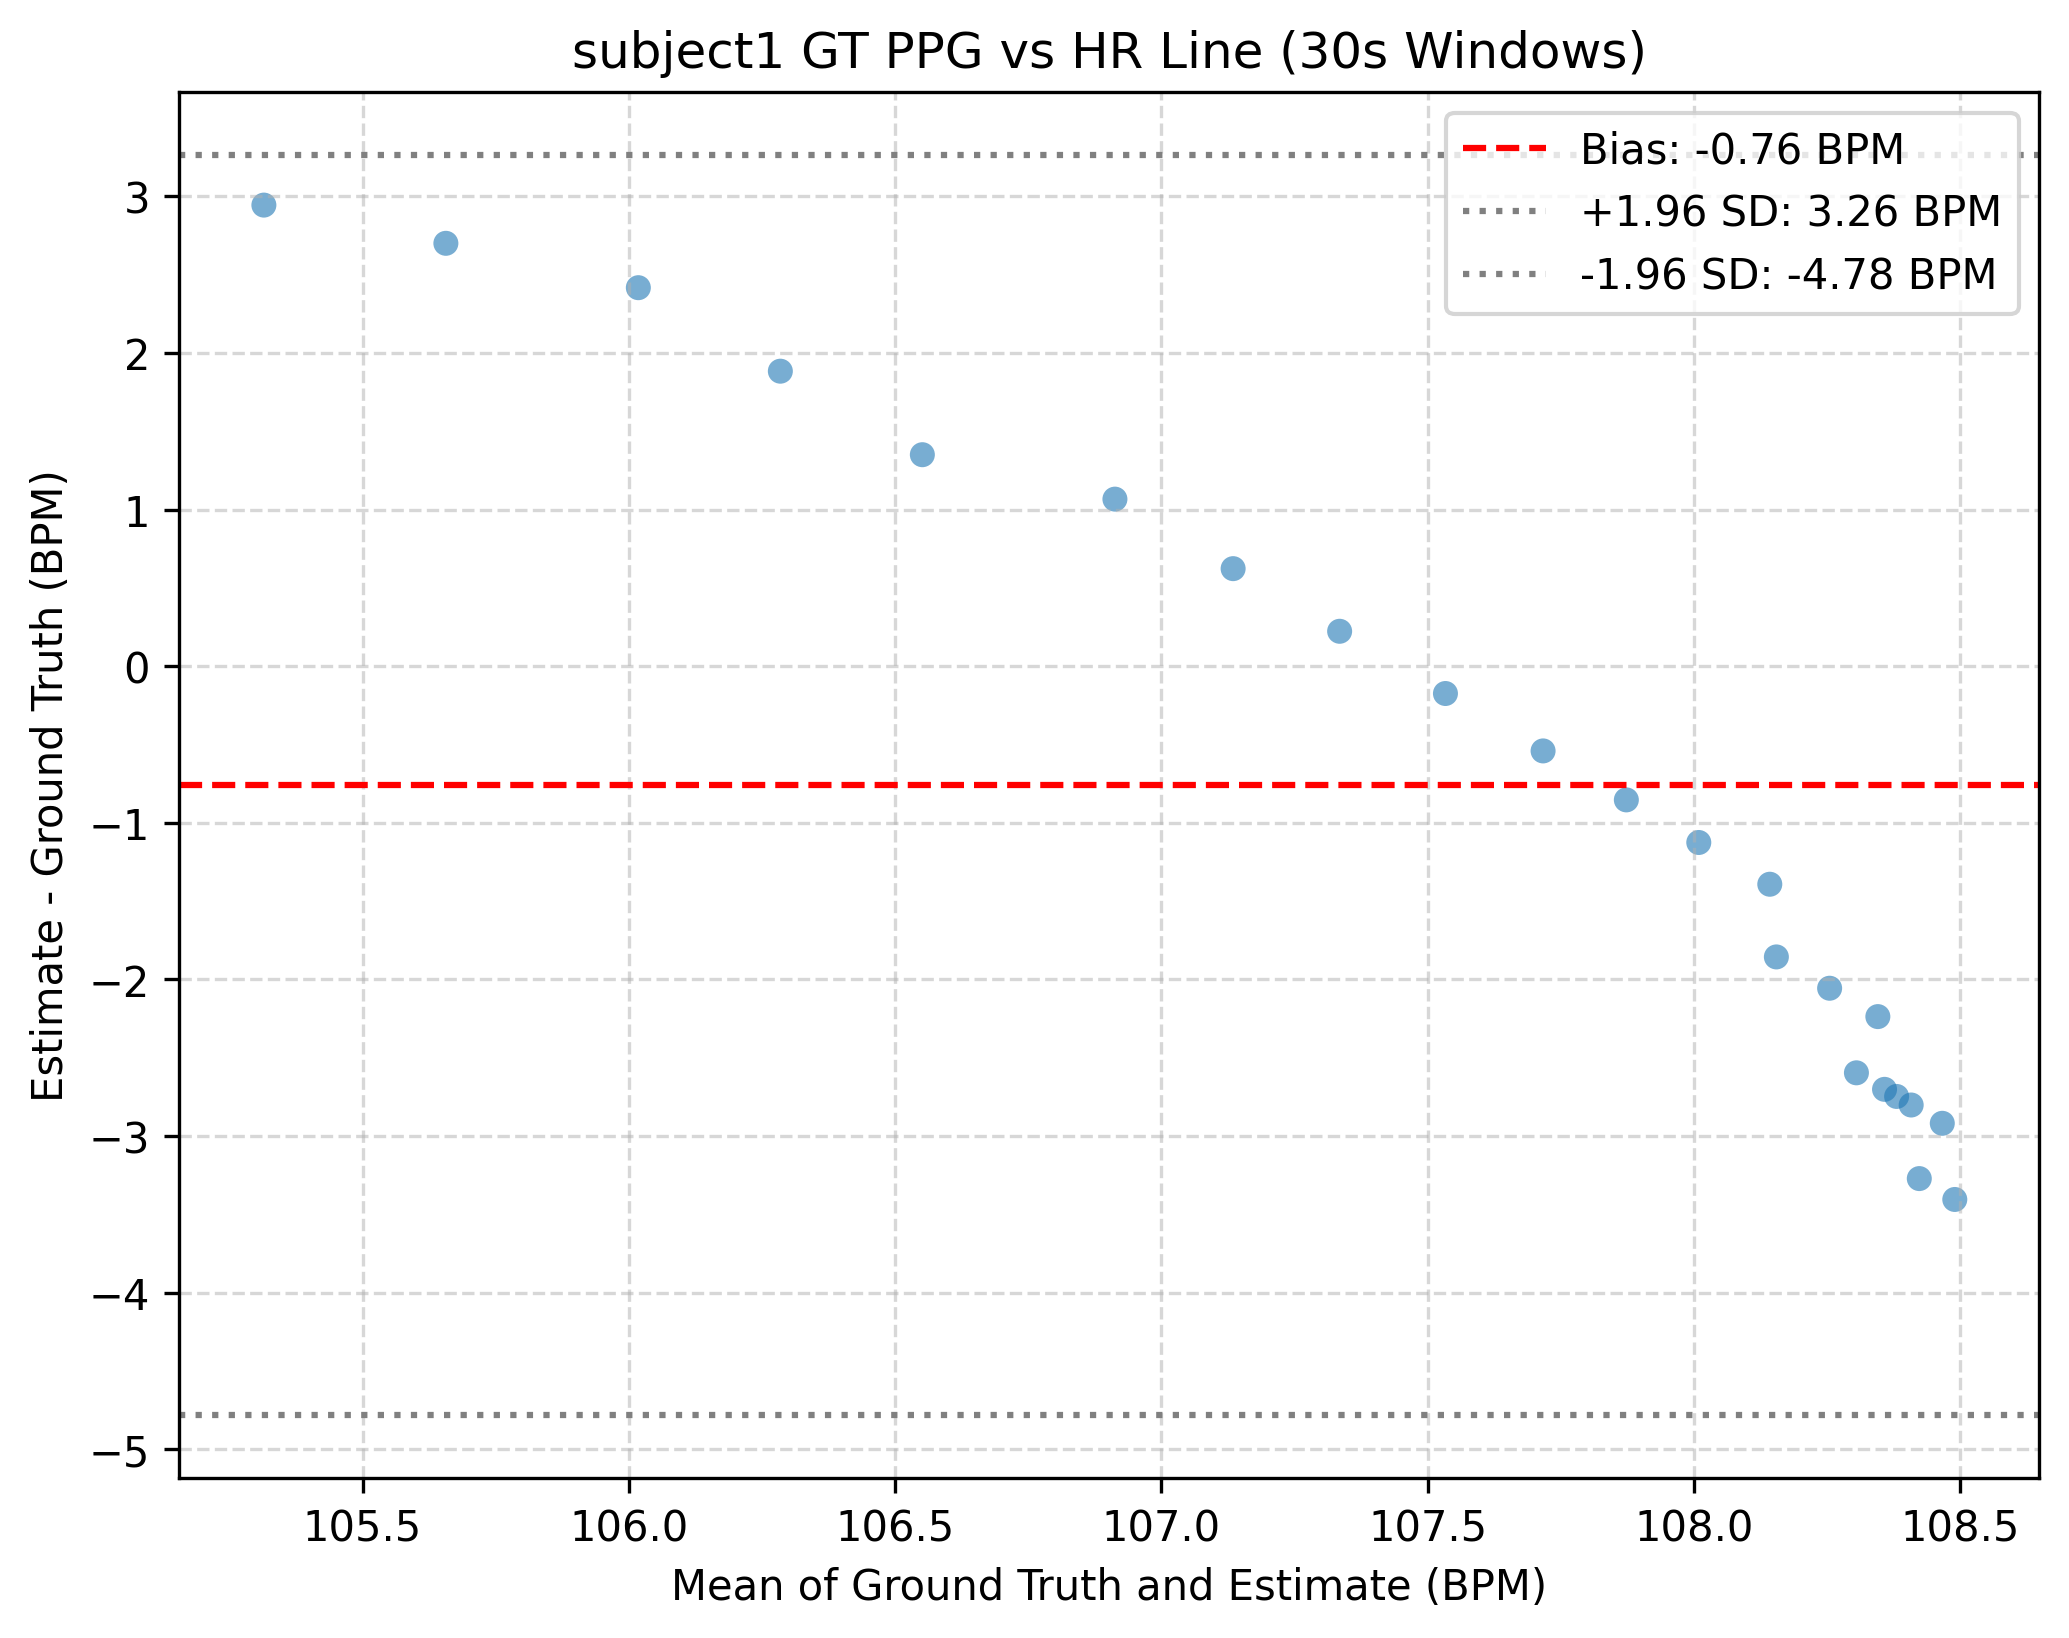 subject1 GT PPG vs HR Line (30s Windows)
Bias: -0.76 BPM
+1.96 SD: 3.26 BPM
-1.96 SD: -4.78 BPM
Estimate - Ground Truth (BPM)
3
2
1
0
−1
−2
−3
−4
−5
105.5 106.0 106.5 107.0 107.5 108.0 108.5
Mean of Ground Truth and Estimate (BPM)